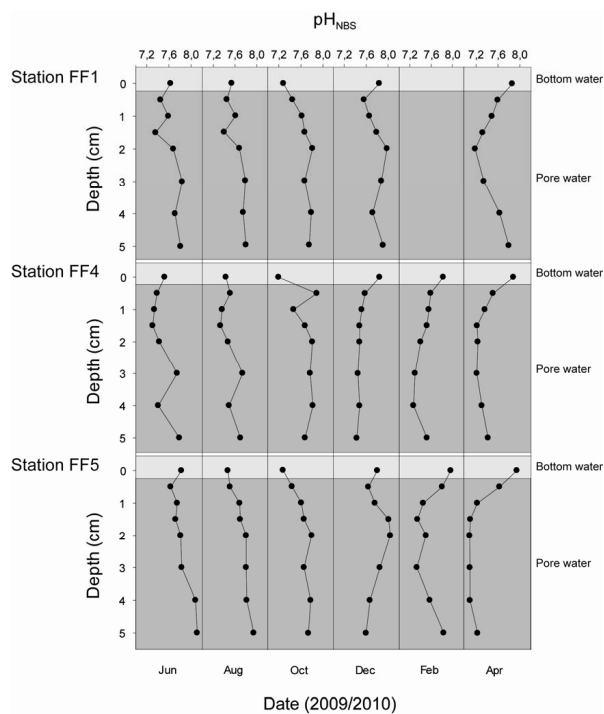 pH NBS
7,2 7,6 8,0 7,2 7,6 8,0 7,2 7,6 8,0 7,2 7,6 8,0 7,2 7,6 8,0 7,2 7,6 8,0
Station FF1
0
Bottom water
1
2
3
4
5
Depth (cm)
Pore water
Station FF4
0
Bottom water
1
2
3
4
5
Depth (cm)
Pore water
Station FF5
0
Bottom water
1
2
3
4
5
Depth (cm)
Pore water
Jun Aug Oct Dec Feb Apr
Date (2009/2010)